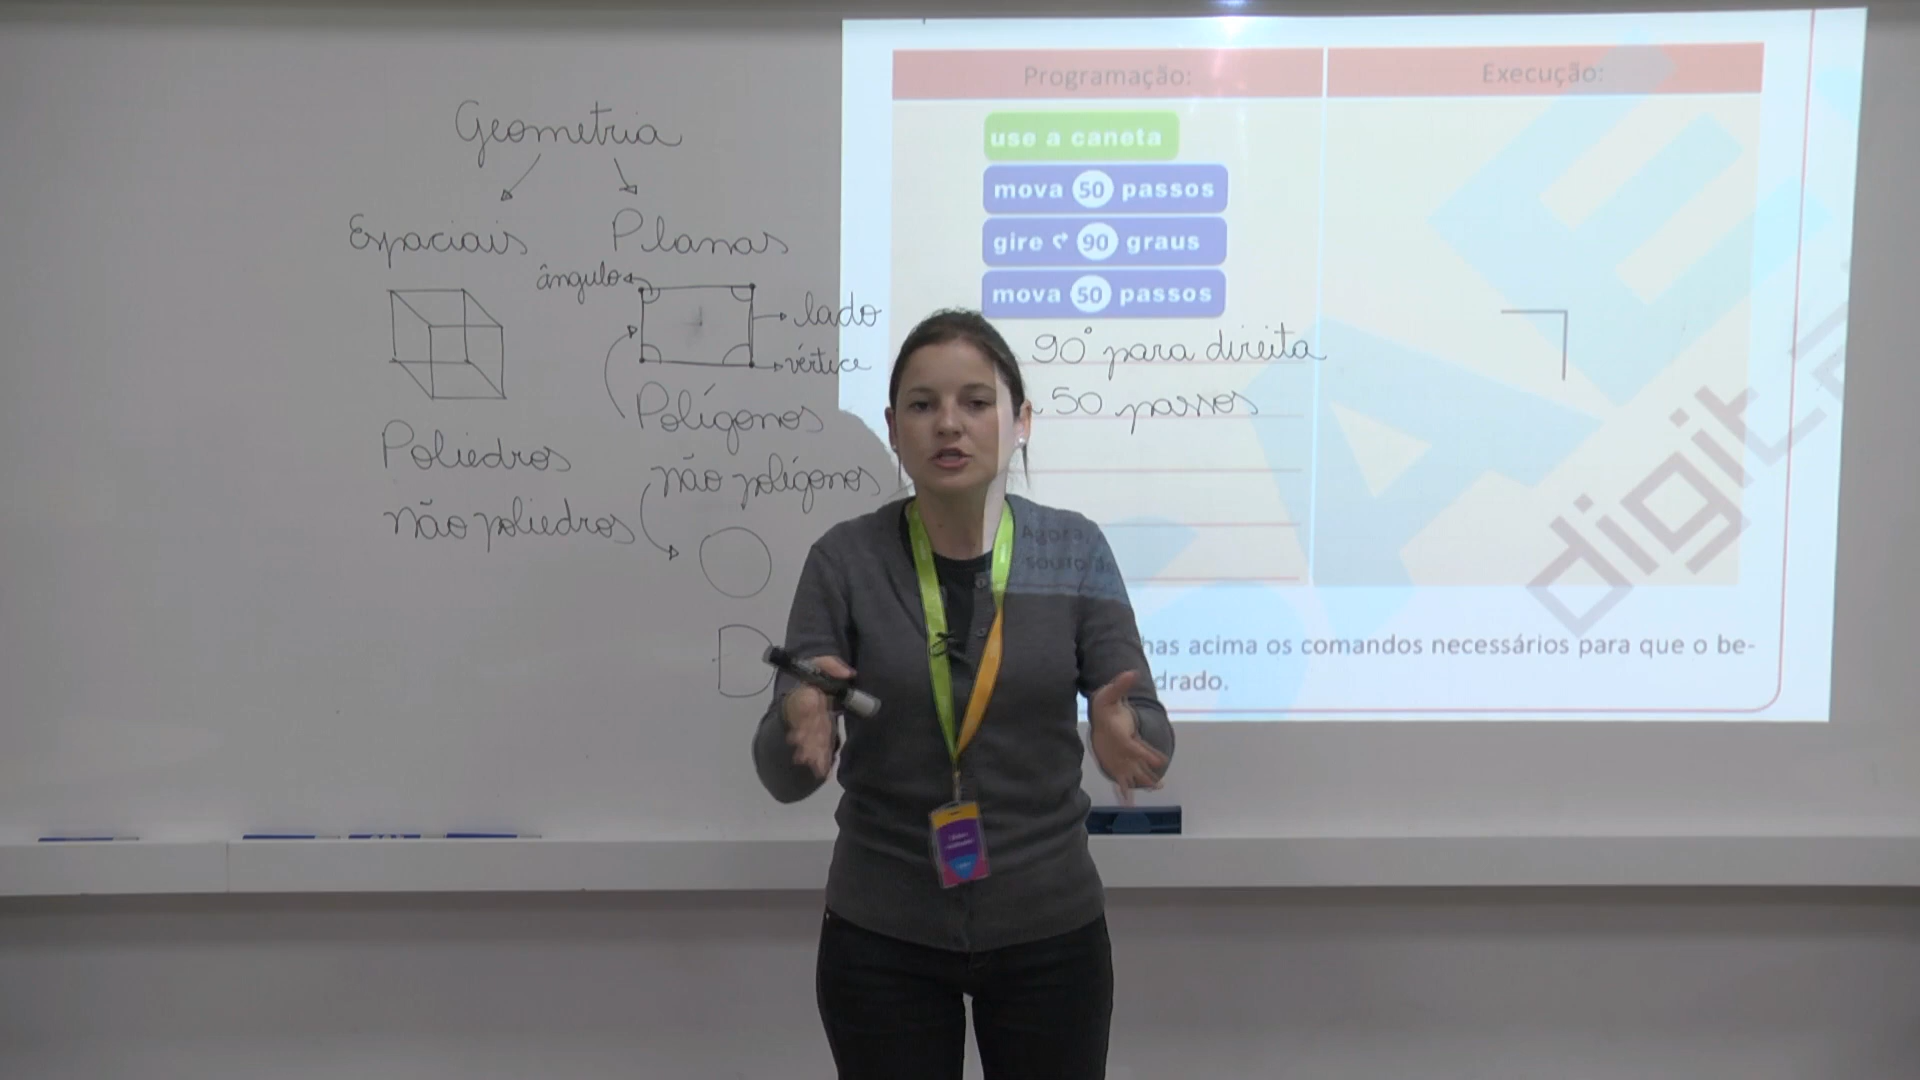 Geometria
Espaciais
Planas
ângulo
lado
vértice
Polígonos
Poliedros
não polígonos
não poliedros
Programação:
Execução:
use a caneta
mova 50 passos
gire 90 graus
mova 50 passos
90° para direita
50 passos
Agora,
has acima os comandos necessários para que o be-
drado.
digital